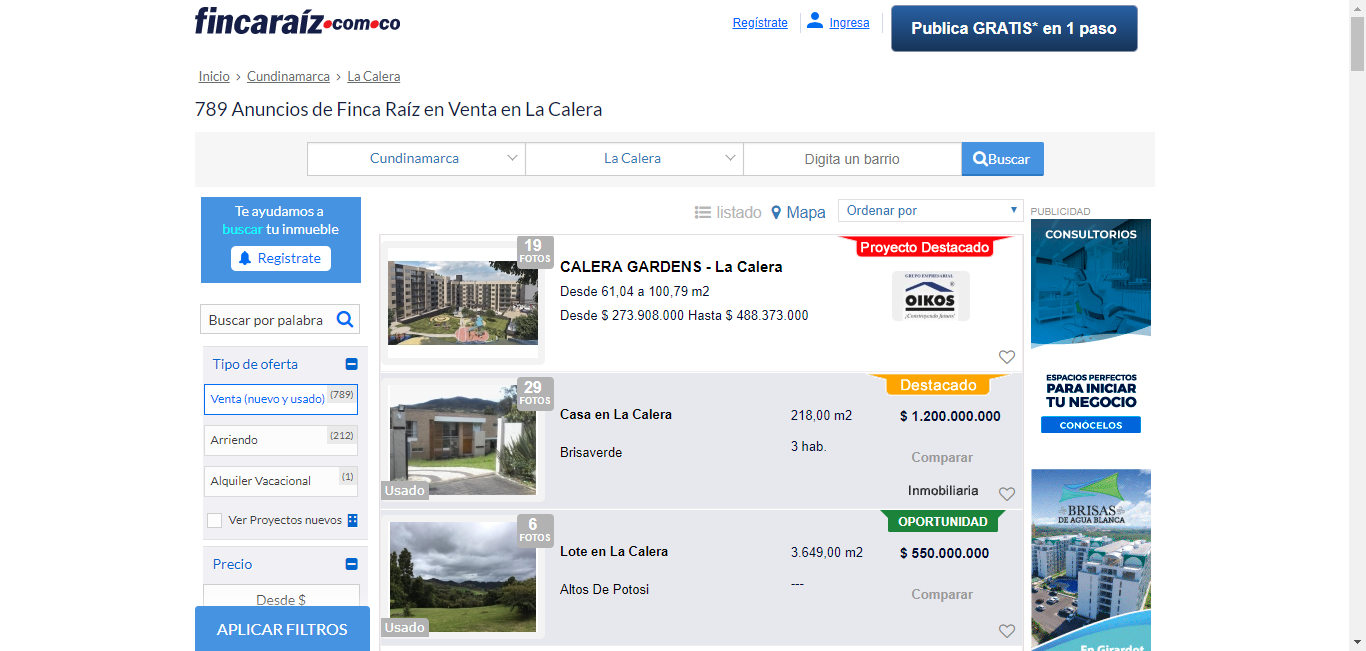 fincaraíz.com.co
Regístrate
Ingresa
Publica GRATIS* en 1 paso
Inicio › Cundinamarca › La Calera
789 Anuncios de Finca Raíz en Venta en La Calera
Cundinamarca
La Calera
Digita un barrio
Buscar
Te ayudamos a
buscar tu inmueble
Registrate
Buscar por palabra
Tipo de oferta
Venta (nuevo y usado) (789)
Arriendo (212)
Alquiler Vacacional (1)
Ver Proyectos nuevos
Precio
Desde $
APLICAR FILTROS
listado
Mapa
Ordenar por
19
FOTOS
CALERA GARDENS - La Calera
Desde 61,04 a 100,79 m2
Desde $ 273.908.000 Hasta $ 488.373.000
Proyecto Destacado
GRUPO EMPRESARIAL
OIKOS
¡Construyendo futuro!
29
FOTOS
Usado
Casa en La Calera
Brisaverde
218,00 m2
3 hab.
Destacado
$ 1.200.000.000
Comparar
Inmobiliaria
6
FOTOS
Usado
Lote en La Calera
Altos De Potosi
3.649,00 m2
---
OPORTUNIDAD
$ 550.000.000
Comparar
PUBLICIDAD
CONSULTORIOS
ESPACIOS PERFECTOS
PARA INICIAR
TU NEGOCIO
CONÓCELOS
BRISAS
DE AGUA BLANCA
En Girardot